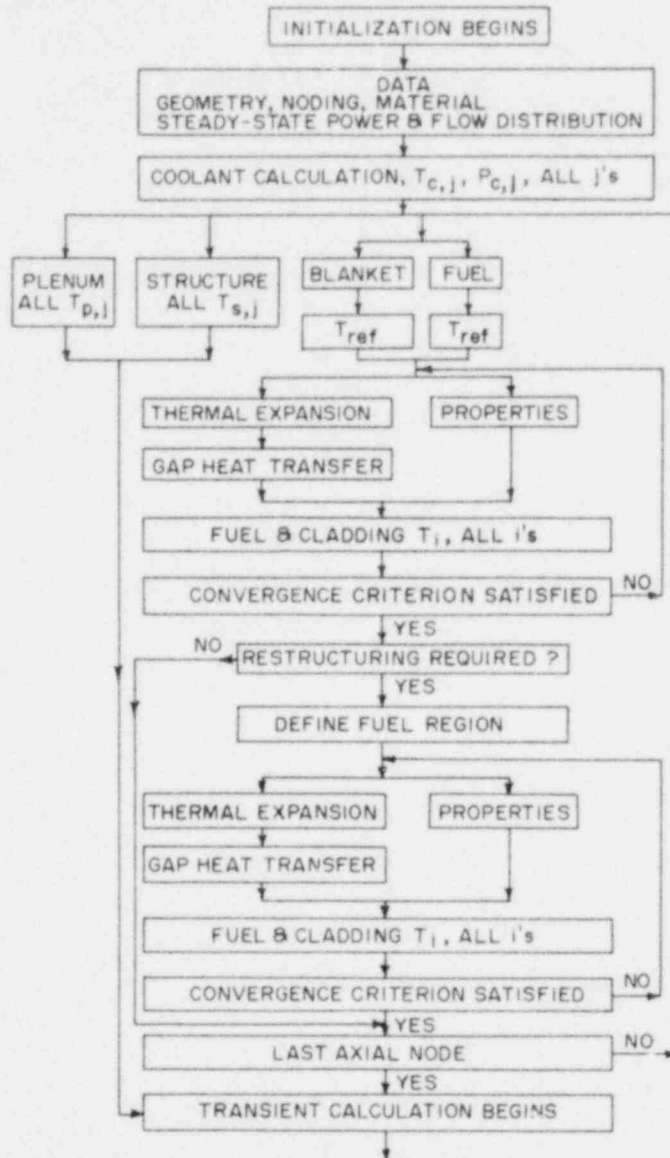 INITIALIZATION BEGINS
DATA
GEOMETRY, NODING, MATERIAL
STEADY-STATE POWER & FLOW DISTRIBUTION
COOLANT CALCULATION, Tc,j, Pc,j, ALL j's
PLENUM
ALL Tp,j
STRUCTURE
ALL Ts,j
BLANKET
FUEL
Tref
Tref
THERMAL EXPANSION
PROPERTIES
GAP HEAT TRANSFER
FUEL & CLADDING Ti, ALL i's
CONVERGENCE CRITERION SATISFIED
NO
YES
NO
RESTRUCTURING REQUIRED ?
YES
DEFINE FUEL REGION
THERMAL EXPANSION
PROPERTIES
GAP HEAT TRANSFER
FUEL & CLADDING Ti, ALL i's
CONVERGENCE CRITERION SATISFIED
NO
YES
LAST AXIAL NODE
NO
YES
TRANSIENT CALCULATION BEGINS